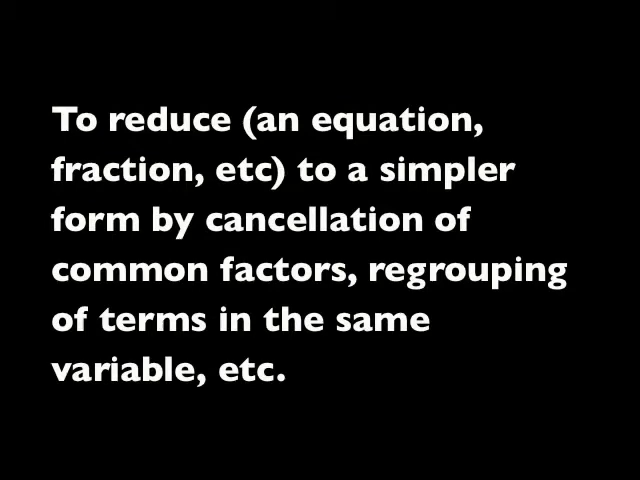 To reduce (an equation,
fraction, etc) to a simpler
form by cancellation of
common factors, regrouping
of terms in the same
variable, etc.